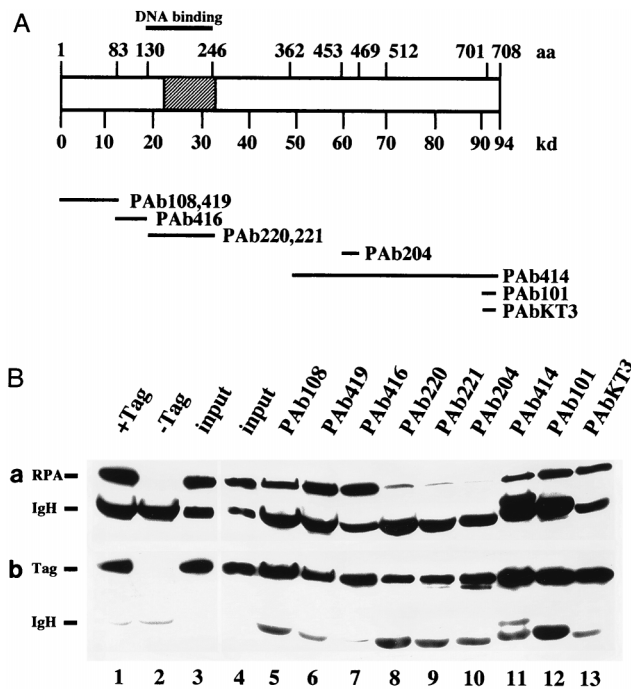 A
DNA binding
1 83 130 246 362 453 469 512 701 708 aa
0 10 20 30 40 50 60 70 80 90 94 kd
PAb108,419
PAb416
PAb220,221
PAb204
PAb414
PAb101
PAbKT3
B
+Tag -Tag input input PAb108 PAb419 PAb416 PAb220 PAb221 PAb204 PAb414 PAb101 PAbKT3
a RPA
IgH
b Tag
IgH
1 2 3 4 5 6 7 8 9 10 11 12 13